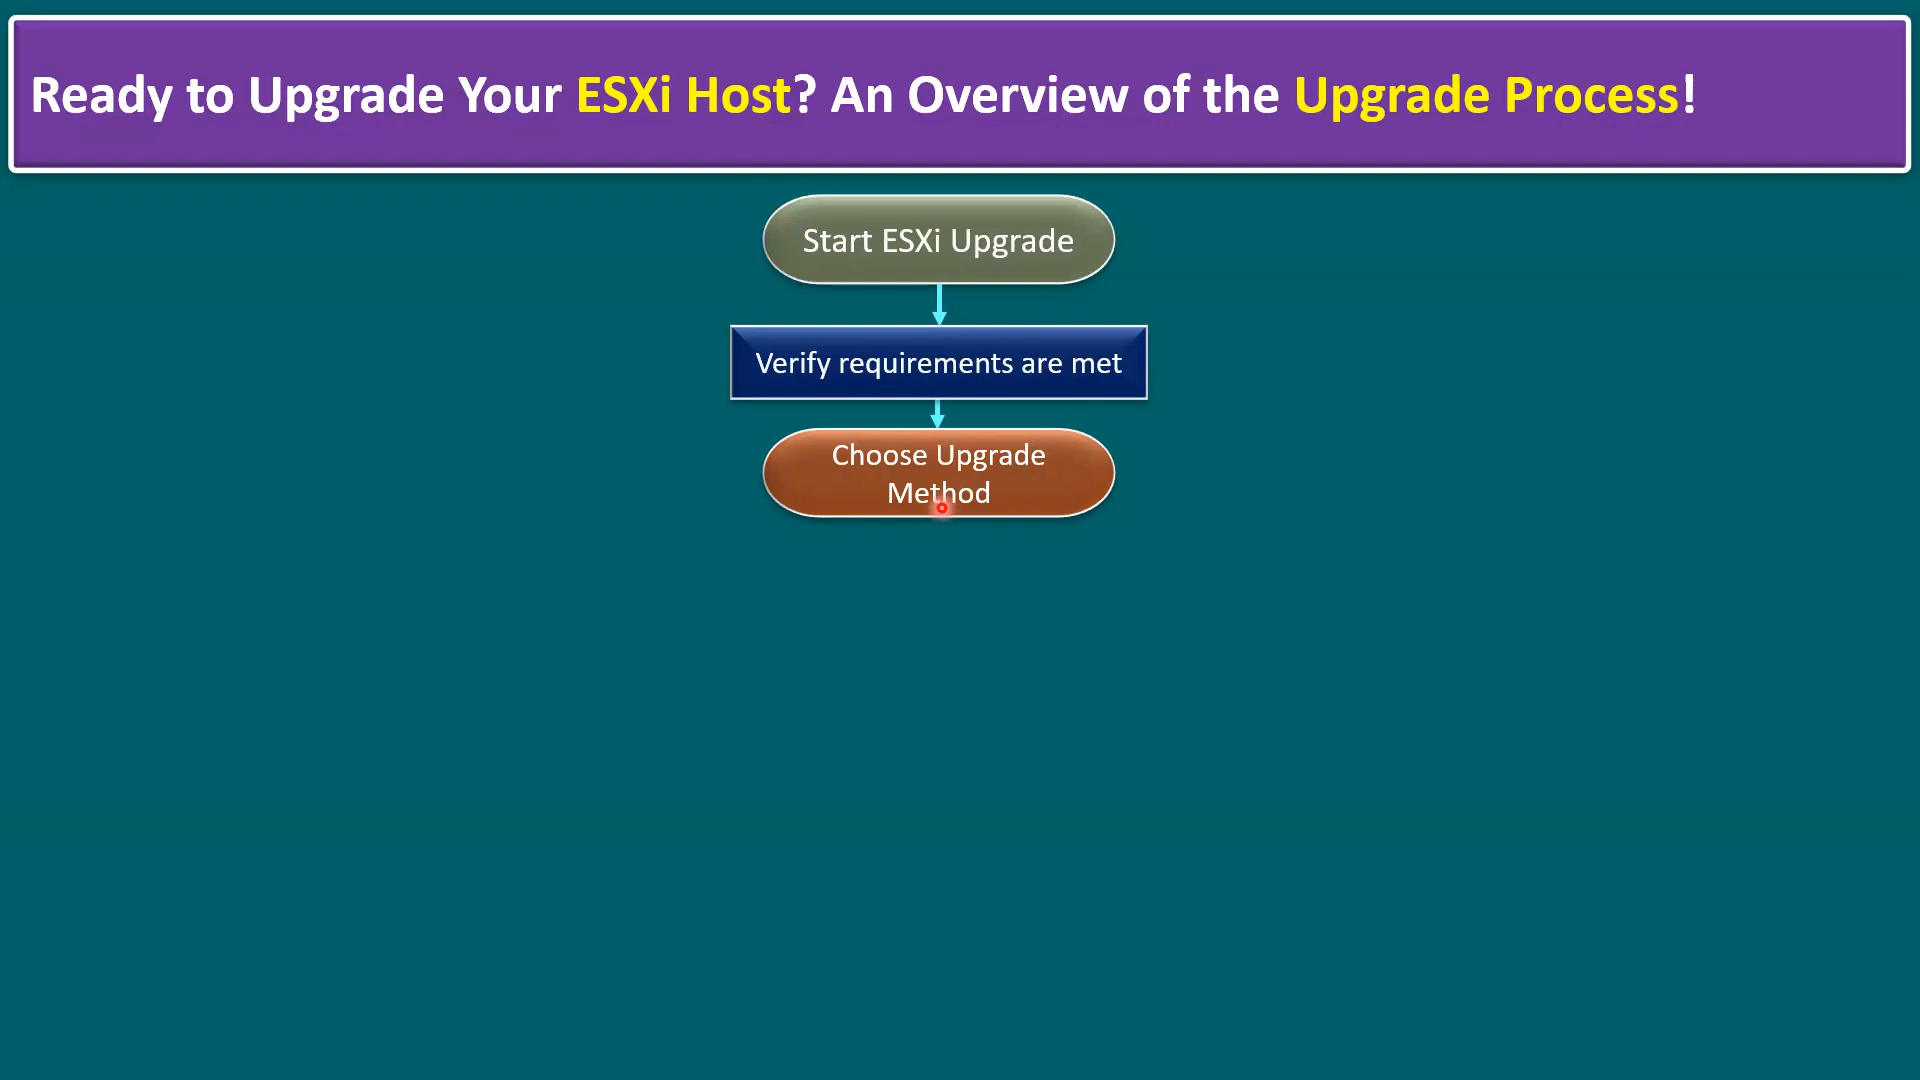 Ready to Upgrade Your ESXi Host? An Overview of the Upgrade Process!
Start ESXi Upgrade
Verify requirements are met
Choose Upgrade
Method